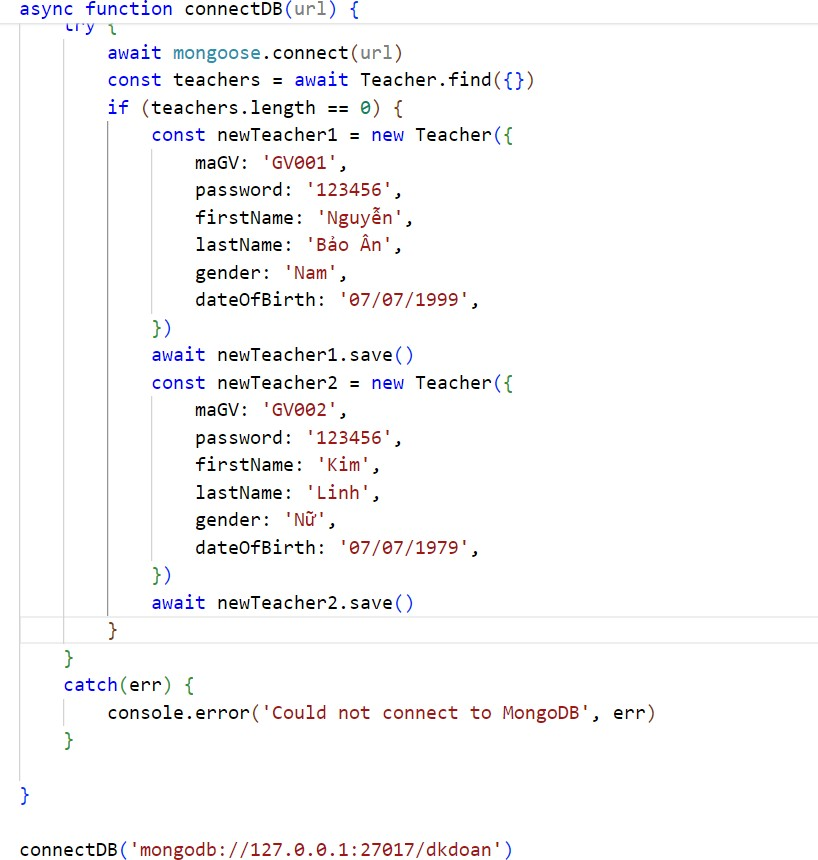 async function connectDB(url) {
    try {
        await mongoose.connect(url)
        const teachers = await Teacher.find({})
        if (teachers.length == 0) {
            const newTeacher1 = new Teacher({
                maGV: 'GV001',
                password: '123456',
                firstName: 'Nguyễn',
                lastName: 'Bảo Ân',
                gender: 'Nam',
                dateOfBirth: '07/07/1999',
            })
            await newTeacher1.save()
            const newTeacher2 = new Teacher({
                maGV: 'GV002',
                password: '123456',
                firstName: 'Kim',
                lastName: 'Linh',
                gender: 'Nữ',
                dateOfBirth: '07/07/1979',
            })
            await newTeacher2.save()
        }
    }
    catch(err) {
        console.error('Could not connect to MongoDB', err)
    }
}
connectDB('mongodb://127.0.0.1:27017/dkdoan')